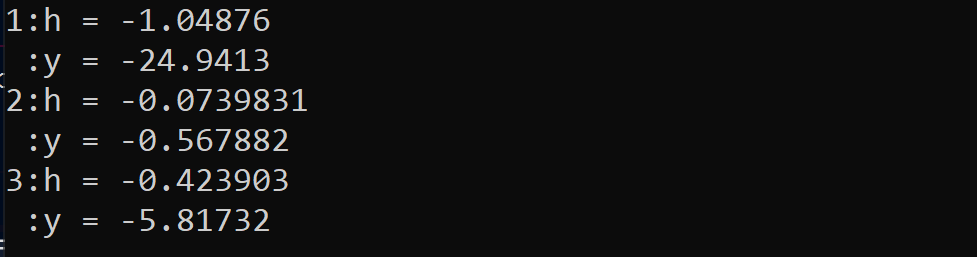 1:h = -1.04876
 :y = -24.9413
2:h = -0.0739831
 :y = -0.567882
3:h = -0.423903
 :y = -5.81732